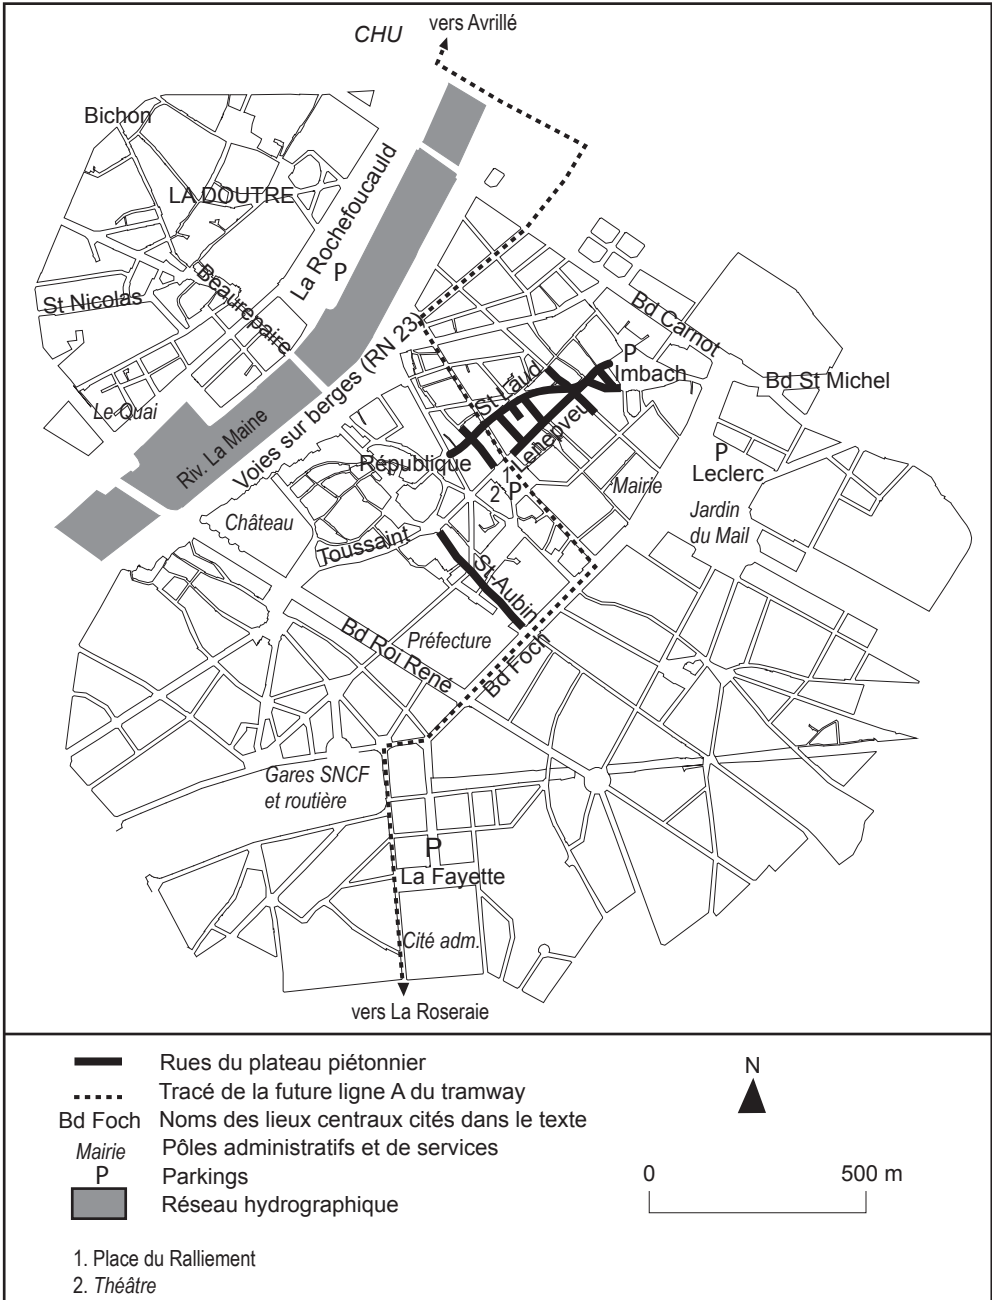 vers Avrillé
CHU
Bichon
LA DOUTRE
La Rochefoucauld
P
Beaurepaire
St Nicolas
Bd Carnot
Voies sur berges (RN 23)
P
Imbach
St Laud
Bd St Michel
Le Quai
Riv. La Maine
Lenepveu
République
P
Leclerc
1
2
P
Mairie
Château
Jardin
du Mail
Toussaint
St Aubin
Préfecture
Bd Roi René
Bd Foch
Gares SNCF
et routière
P
La Fayette
Cité adm.
vers La Roseraie
Rues du plateau piétonnier
Tracé de la future ligne A du tramway
Bd Foch Noms des lieux centraux cités dans le texte
Mairie Pôles administratifs et de services
P Parkings
Réseau hydrographique
N
0 500 m
1. Place du Ralliement
2. Théâtre